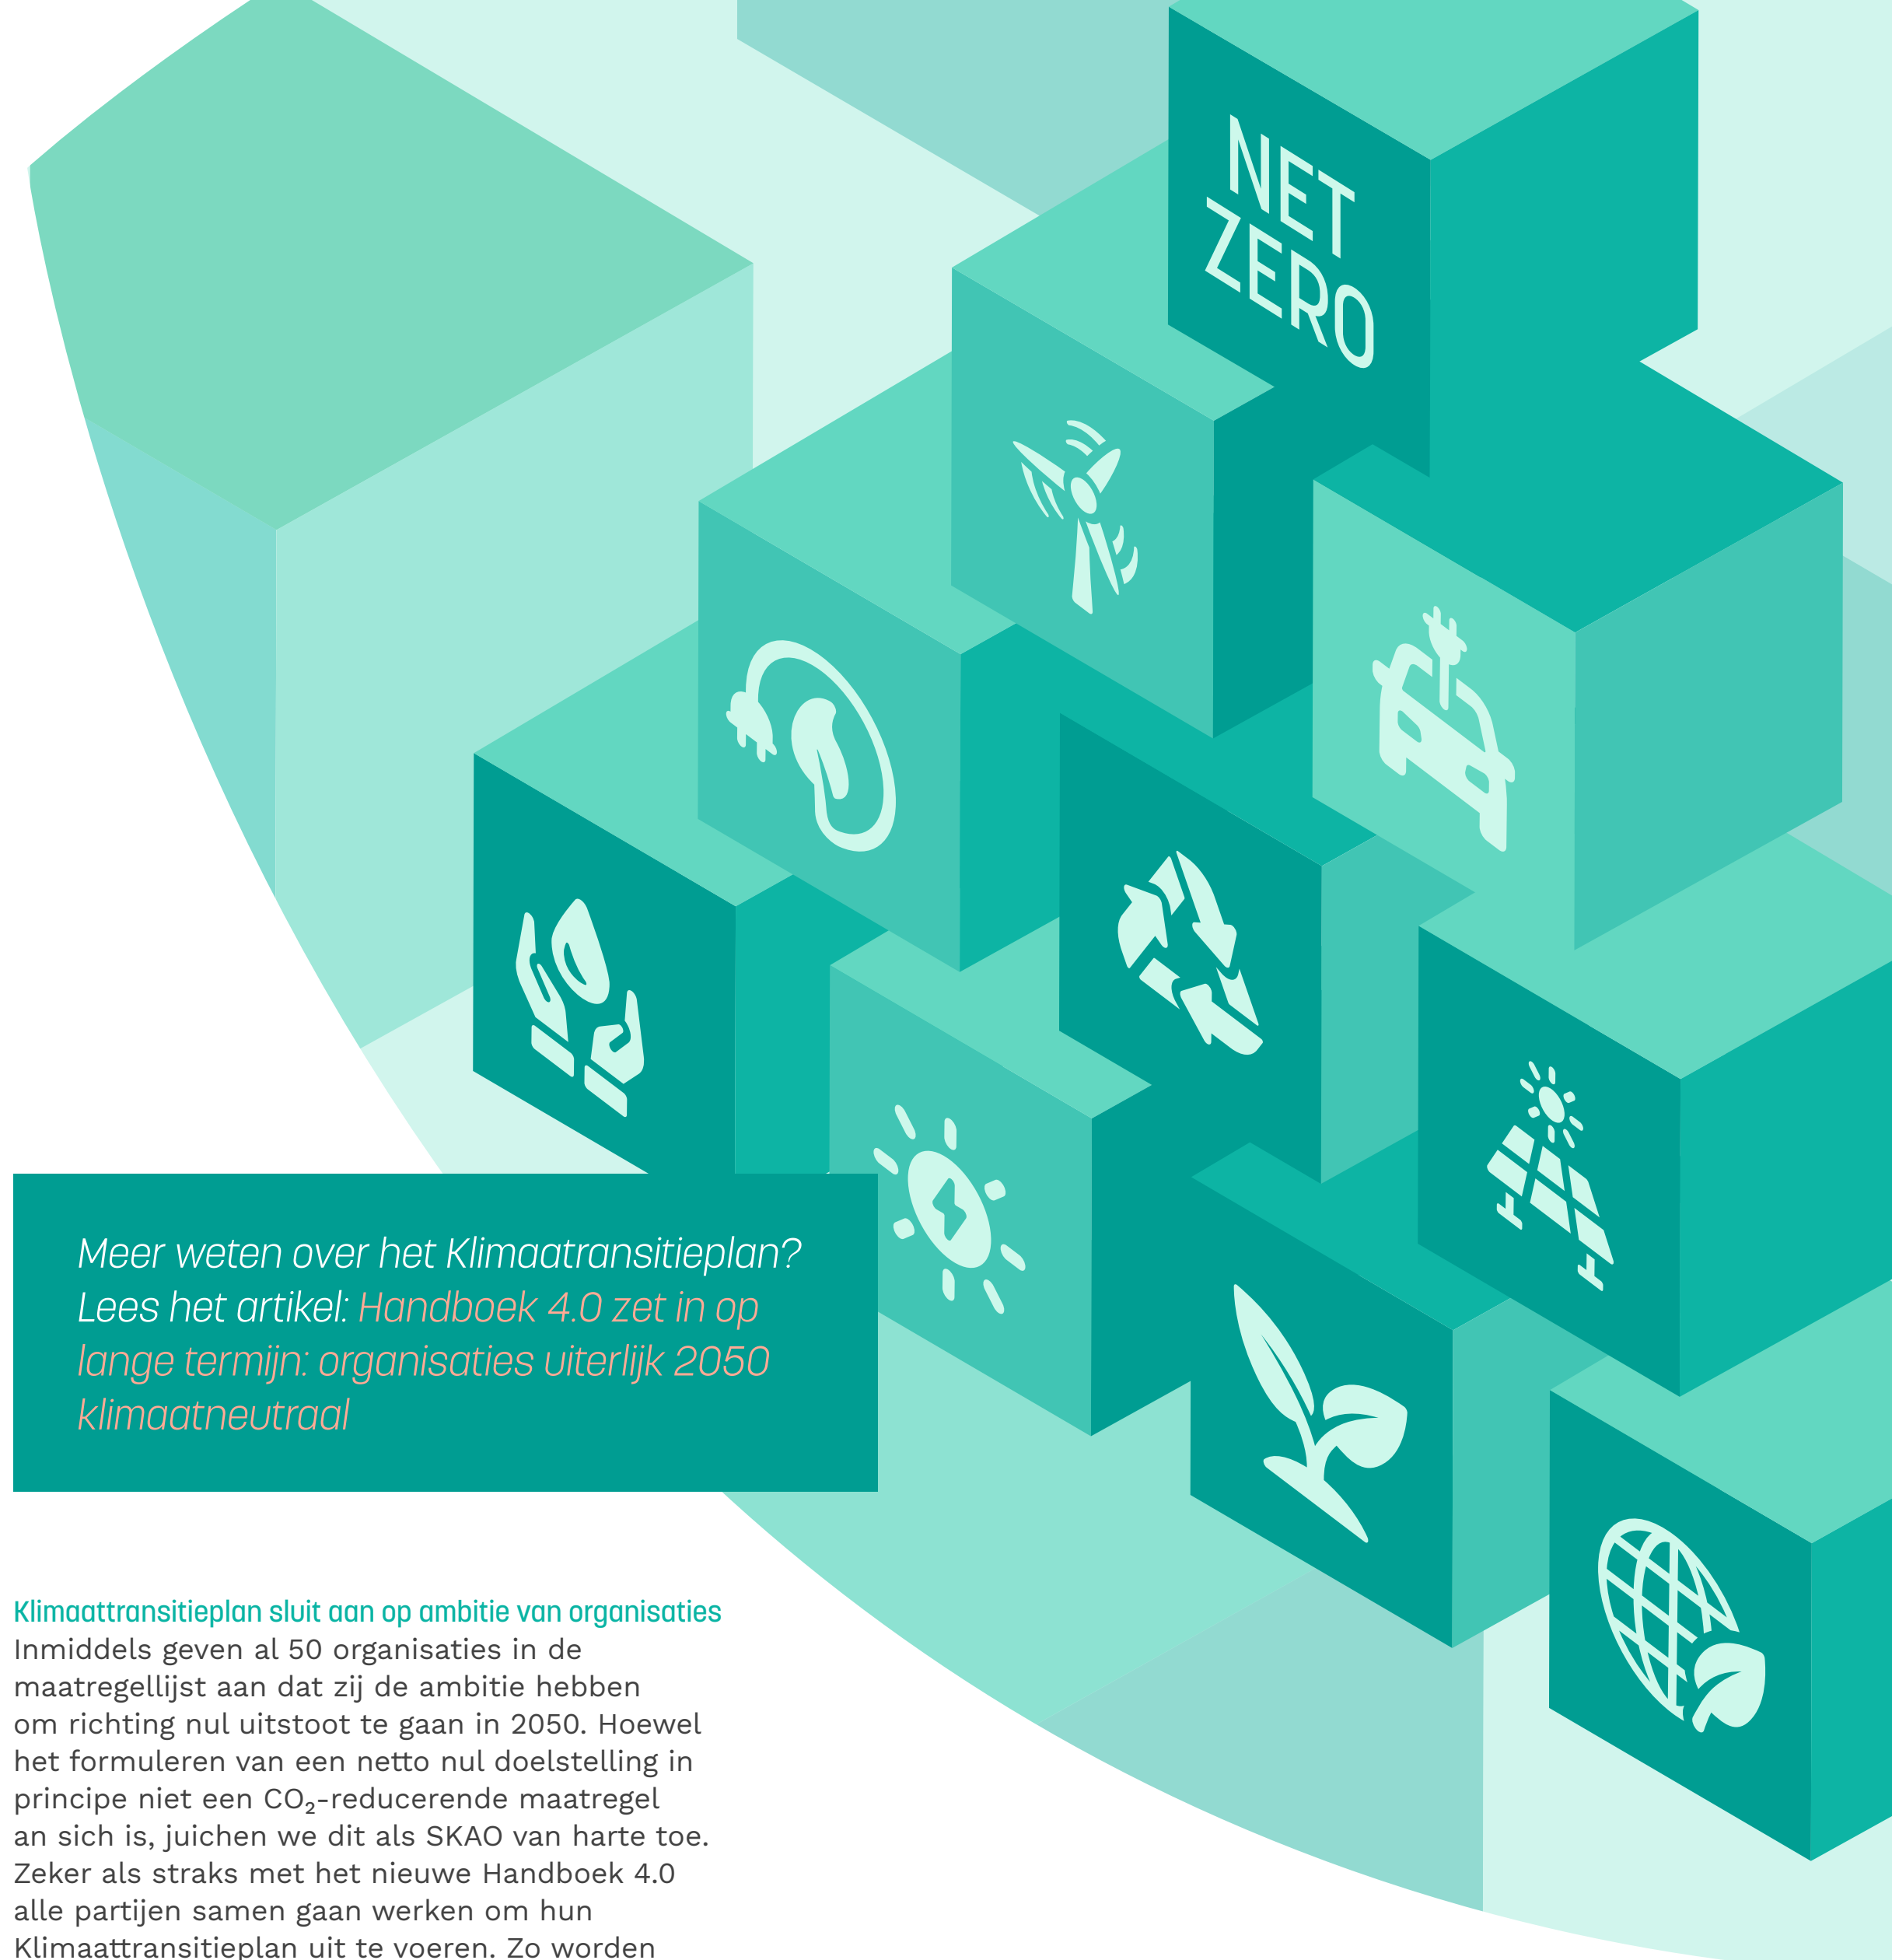 NET
ZERO
Meer weten over het Klimaatransitieplan?
Lees het artikel: Handboek 4.0 zet in op
lange termijn: organisaties uiterlijk 2050
klimaatneutraal
Klimaattransitieplan sluit aan op ambitie van organisaties
Inmiddels geven al 50 organisaties in de
maatregellijst aan dat zij de ambitie hebben
om richting nul uitstoot te gaan in 2050. Hoewel
het formuleren van een netto nul doelstelling in
principe niet een CO₂-reducerende maatregel
an sich is, juichen we dit als SKAO van harte toe.
Zeker als straks met het nieuwe Handboek 4.0
alle partijen samen gaan werken om hun
Klimaattransitieplan uit te voeren. Zo worden